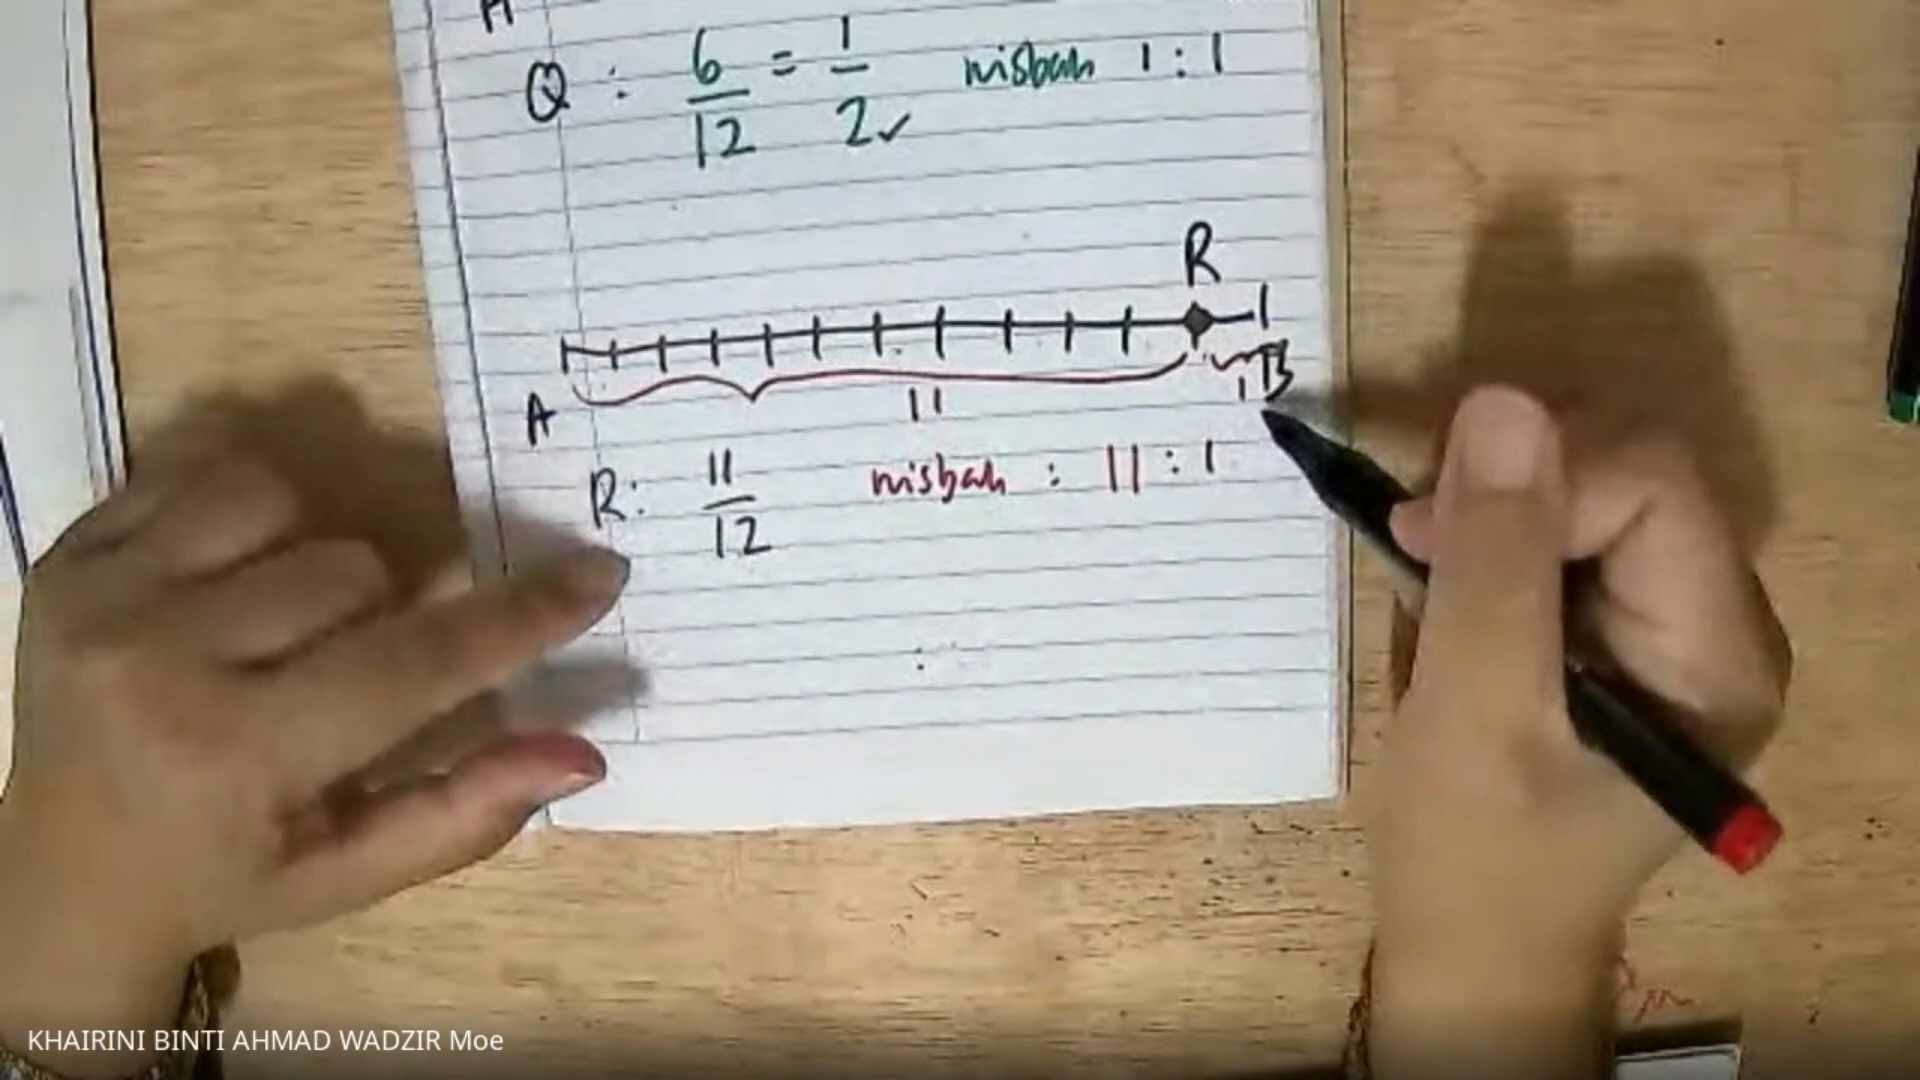 A
Q : 6/12 = 1/2 ✓ nisbah 1 : 1
R
A 11 1 B
R: 11/12 nisbah : 11 : 1
KHAIRINI BINTI AHMAD WADZIR Moe